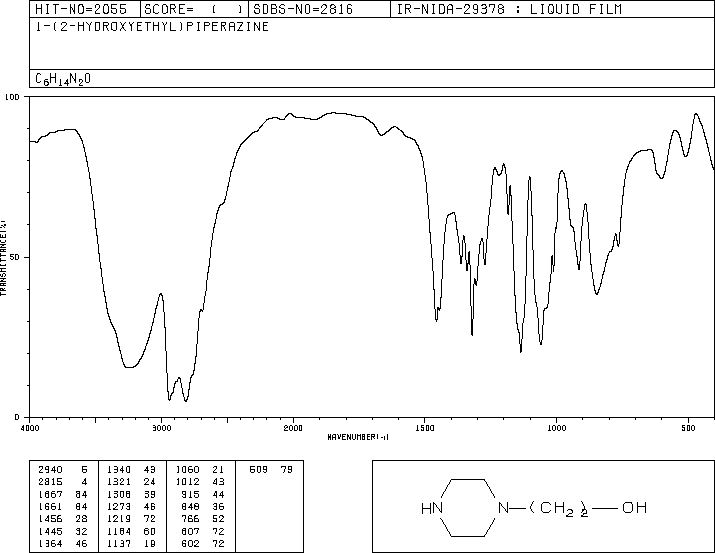 HIT-NO=2055 SCORE= ( ) SDBS-NO=2816 IR-NIDA-29378 : LIQUID FILM
1-(2-HYDROXYETHYL)PIPERAZINE
C6H14N2O
100
50
0
TRANSMITTANCE(%)
4000 3000 2000 1500 1000 500
WAVENUMBER(-1)
2940 5 1340 43 1060 21 509 79
2815 4 1321 24 1012 43
1667 84 1308 39 915 44
1661 84 1273 46 848 36
1456 28 1219 72 766 52
1445 32 1184 60 607 72
1364 46 1137 19 602 72
HN N (CH2)2 OH